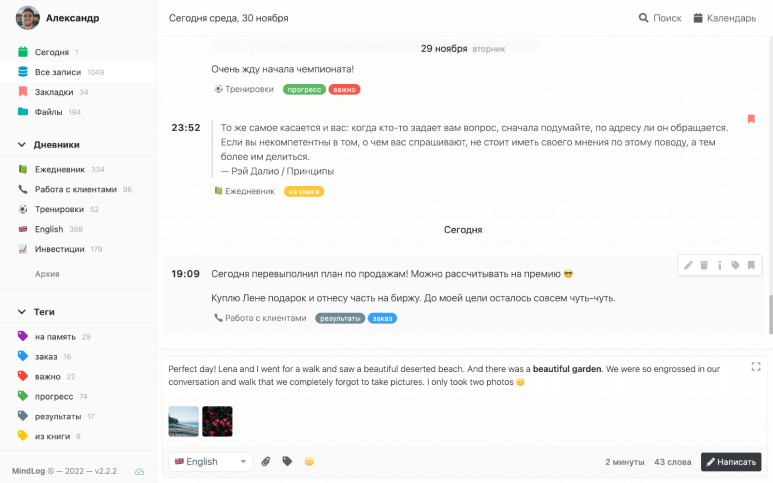 Александр
Сегодня 1
Все записи 1049
Закладки 34
Файлы 194
Дневники
Ежедневник 334
Работа с клиентами 96
Тренировки 52
English 388
Инвестиции 179
Архив
Теги
на память 29
заказ 16
важно 22
прогресс 74
результаты 17
из книги 8
MindLog © — 2022 — v2.2.2
Сегодня среда, 30 ноября
Поиск Календарь
29 ноября вторник
Очень жду начала чемпионата!
Тренировки прогресс важно
23:52 То же самое касается и вас: когда кто-то задает вам вопрос, сначала подумайте, по адресу ли он обращается.
Если вы некомпетентны в том, о чем вас спрашивают, не стоит иметь своего мнения по этому поводу, а тем
более им делиться.
— Рэй Далио / Принципы
Ежедневник из книги
Сегодня
19:09 Сегодня перевыполнил план по продажам! Можно рассчитывать на премию 😎
Куплю Лене подарок и отнесу часть на биржу. До моей цели осталось совсем чуть-чуть.
Работа с клиентами результаты заказ
Perfect day! Lena and I went for a walk and saw a beautiful deserted beach. And there was a beautiful garden. We were so engrossed in our
conversation and walk that we completely forgot to take pictures. I only took two photos 😊
English
2 минуты 43 слова Написать